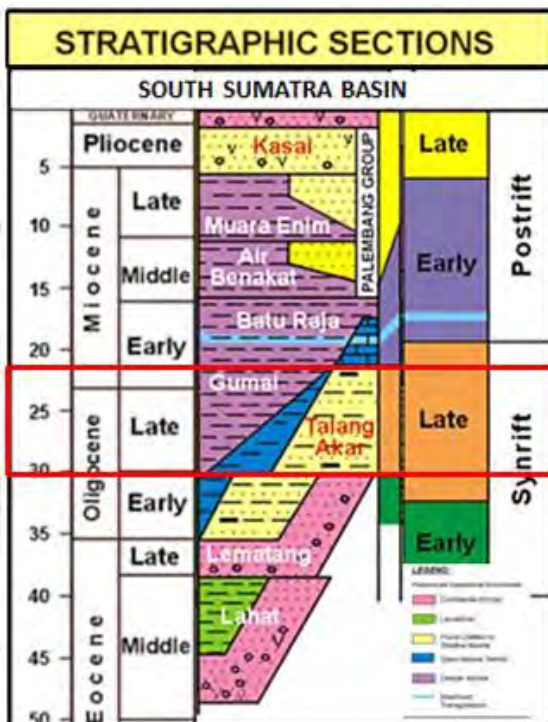 STRATIGRAPHIC SECTIONS
SOUTH SUMATRA BASIN
QUATERNARY
Pliocene
Kasai
Late
5
PALEMBANG GROUP
Postrift
Miocene
Late
Muara Enim
10
Early
Air
Benakat
Middle
15
Batu Raja
Early
20
Gumai
Synrift
25
Oligocene
Late
Talang
Akar
Late
30
Early
35
Late
Lematang
Early
LEGEND:
40
Lahat
Eocene
Middle
45
50